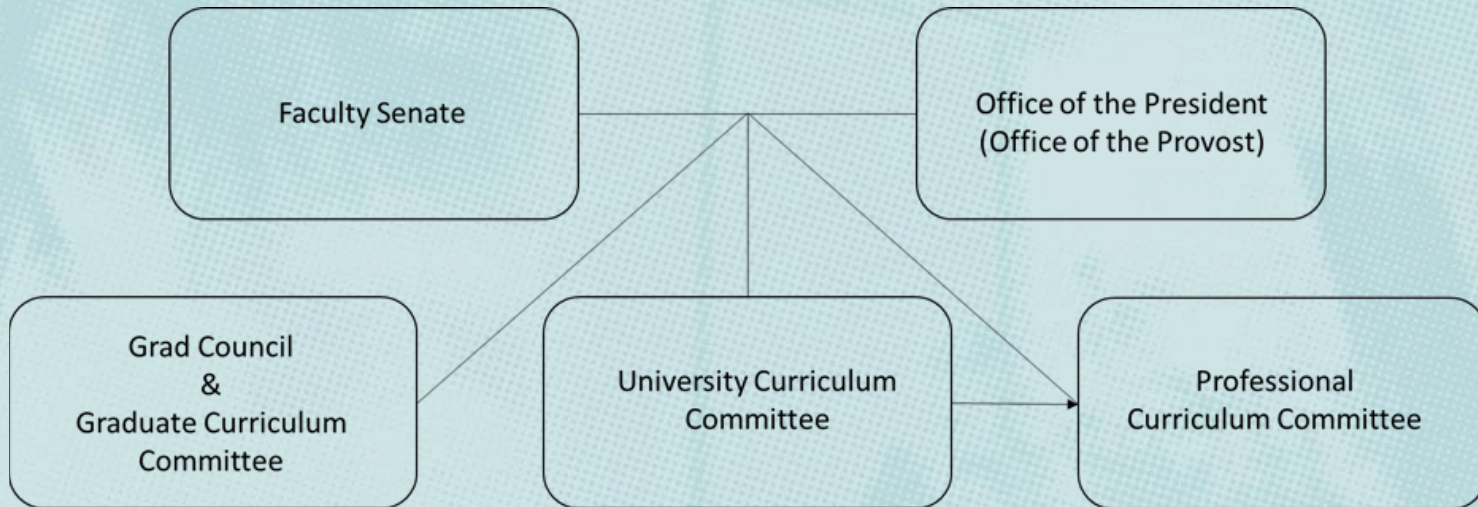 Faculty Senate
Office of the President
(Office of the Provost)
Grad Council
&
Graduate Curriculum
Committee
University Curriculum
Committee
Professional
Curriculum Committee